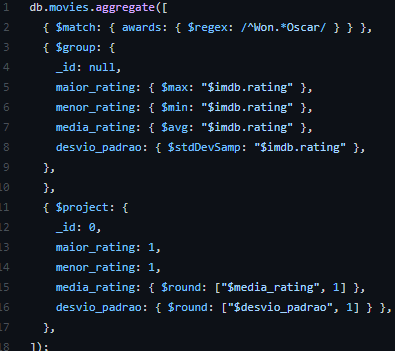 1 db.movies.aggregate([
2 { $match: { awards: { $regex: /^Won.*Oscar/ } } },
3 { $group: {
4 _id: null,
5 maior_rating: { $max: "$imdb.rating" },
6 menor_rating: { $min: "$imdb.rating" },
7 media_rating: { $avg: "$imdb.rating" },
8 desvio_padrao: { $stdDevSamp: "$imdb.rating" },
9 },
10 },
11 { $project: {
12 _id: 0,
13 maior_rating: 1,
14 menor_rating: 1,
15 media_rating: { $round: ["$media_rating", 1] },
16 desvio_padrao: { $round: ["$desvio_padrao", 1] } },
17 },
18 ]);